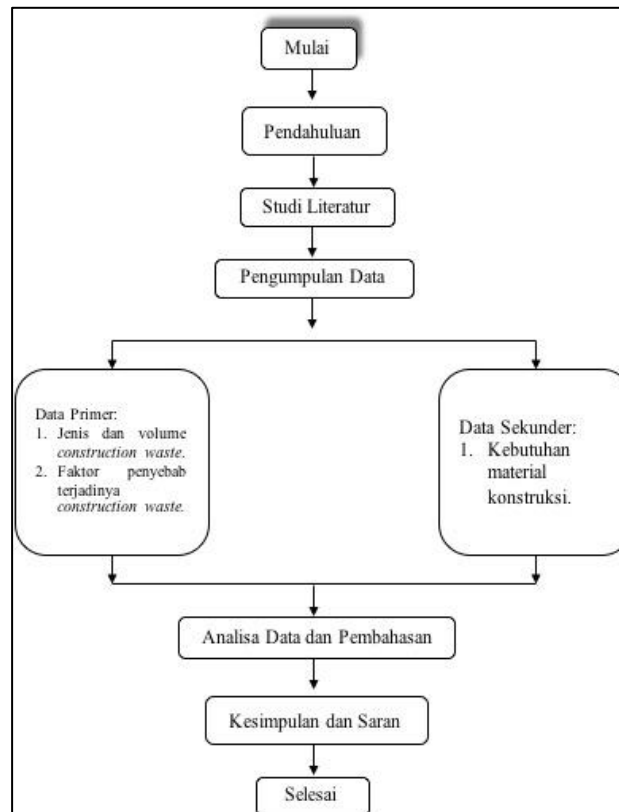 Mulai
Pendahuluan
Studi Literatur
Pengumpulan Data
Data Primer:
1. Jenis dan volume
construction waste.
2. Faktor penyebab
terjadinya
construction waste.
Data Sekunder:
1. Kebutuhan
material
konstruksi.
Analisa Data dan Pembahasan
Kesimpulan dan Saran
Selesai